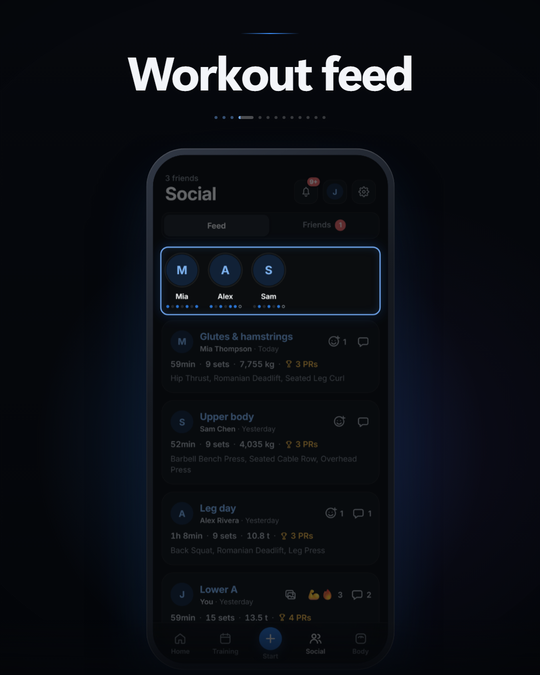 Workout feed
3 friends
Social
9+
J
Feed
Friends 1
M
A
S
Mia
Alex
Sam
M
Glutes & hamstrings
Mia Thompson · Today
1
59min · 9 sets · 7,755 kg · 3 PRs
Hip Thrust, Romanian Deadlift, Seated Leg Curl
S
Upper body
Sam Chen · Yesterday
52min · 9 sets · 4,035 kg · 3 PRs
Barbell Bench Press, Seated Cable Row, Overhead
Press
A
Leg day
Alex Rivera · Yesterday
1 1
1h 8min · 9 sets · 10.8 t · 3 PRs
Back Squat, Romanian Deadlift, Leg Press
J
Lower A
You · Yesterday
3 2
59min · 15 sets · 13.5 t · 4 PRs
Home
Training
Start
Social
Body